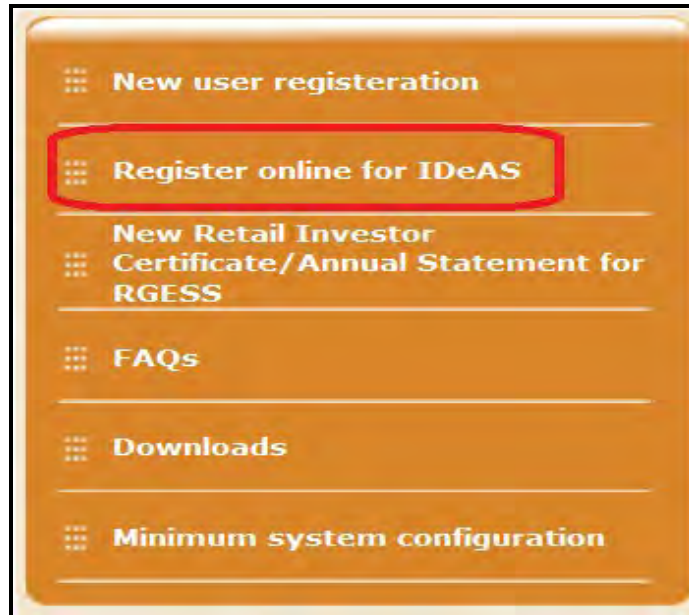 New user registeration
Register online for IDeAS
New Retail Investor
Certificate/Annual Statement for
RGESS
FAQs
Downloads
Minimum system configuration